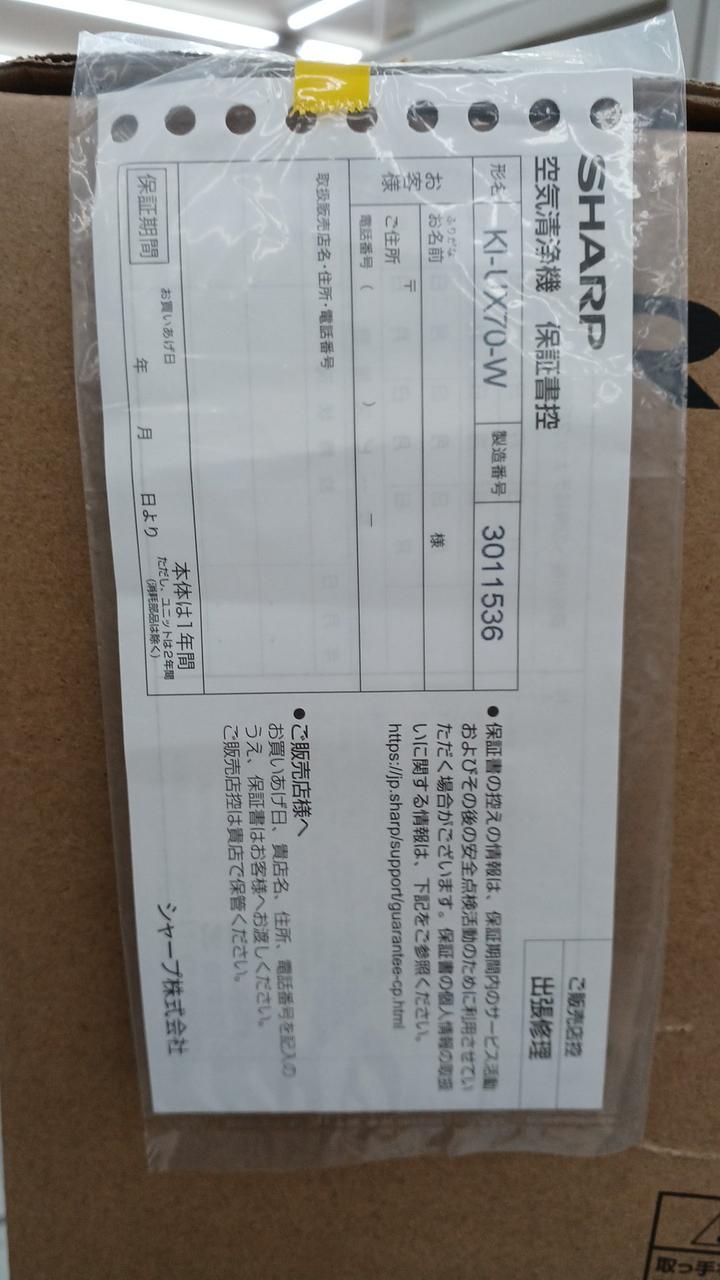 SHARP
空気清浄機 保証書控
ご販売店控
出張修理
形名 KI-UX70-W 製造番号 3011536
お客様
ふりがな
お名前 様
ご住所 〒
電話番号 ( ) ー
取扱販売店名・住所・電話番号
保証期間
お買いあげ日
年 月 日より
本体は1年間
ただし、ユニットは2年間
(消耗部品は除く)
●保証書の控えの情報は、保証期間内のサービス活動
およびその後の安全点検活動のために利用させてい
ただく場合がございます。保証書の個人情報の取扱
いに関する情報は、下記をご参照ください。
https://jp.sharp/support/guarantee-cp.html
●ご販売店様へ
お買いあげ日、貴店名、住所、電話番号を記入の
うえ、保証書はお客様へお渡しください。
ご販売店控は貴店で保管ください。
シャープ株式会社
取っ手